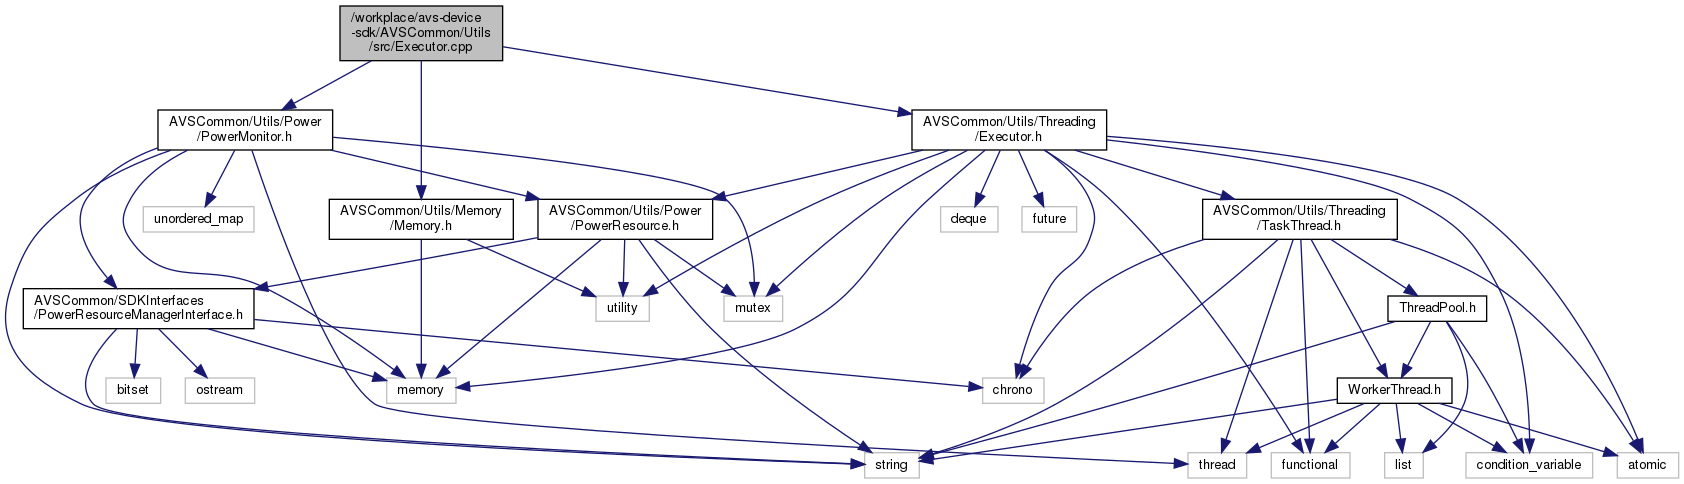 /workplace/avs-device
-sdk/AVSCommon/Utils
/src/Executor.cpp
AVSCommon/Utils/Power
/PowerMonitor.h
AVSCommon/Utils/Threading
/Executor.h
unordered_map
AVSCommon/Utils/Memory
/Memory.h
AVSCommon/Utils/Power
/PowerResource.h
deque
future
AVSCommon/Utils/Threading
/TaskThread.h
AVSCommon/SDKInterfaces
/PowerResourceManagerInterface.h
utility
mutex
ThreadPool.h
bitset
ostream
memory
chrono
WorkerThread.h
string
thread
functional
list
condition_variable
atomic